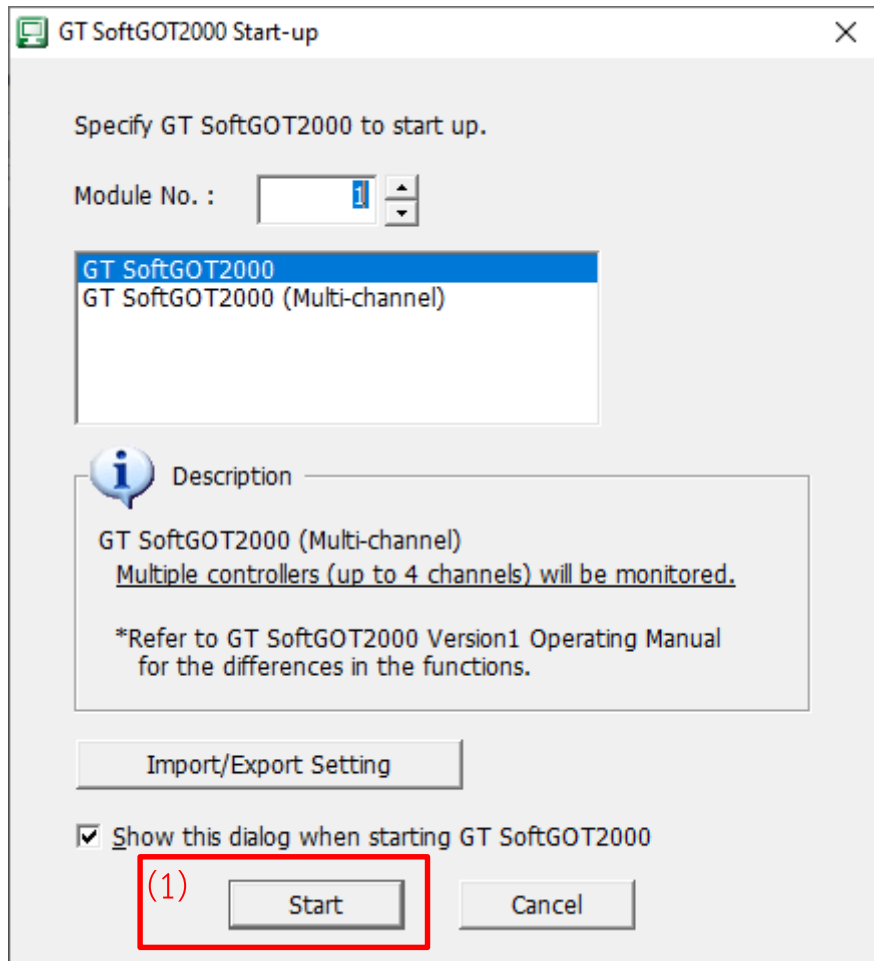 GT SoftGOT2000 Start-up
Specify GT SoftGOT2000 to start up.
Module No. : 1
GT SoftGOT2000
GT SoftGOT2000 (Multi-channel)
Description
GT SoftGOT2000 (Multi-channel)
Multiple controllers (up to 4 channels) will be monitored.
*Refer to GT SoftGOT2000 Version1 Operating Manual
for the differences in the functions.
Import/Export Setting
Show this dialog when starting GT SoftGOT2000
(1) Start Cancel